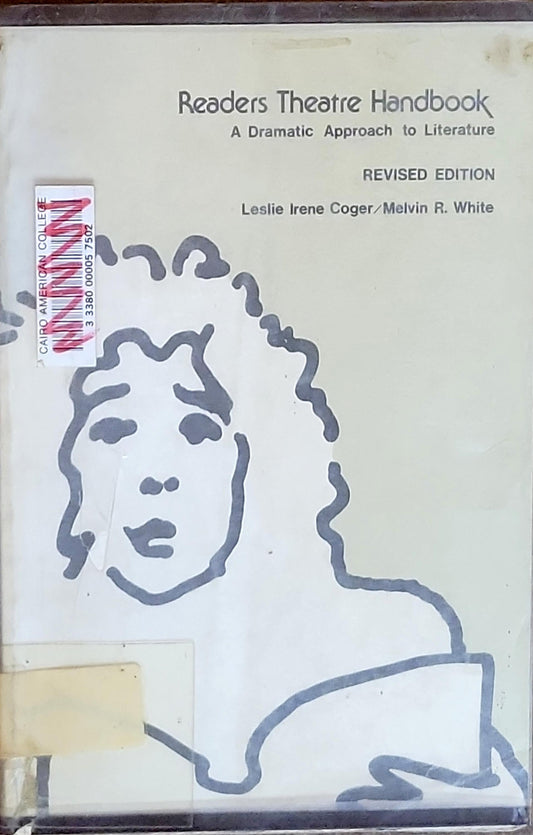 Readers Theatre Handbook
A Dramatic Approach to Literature
REVISED EDITION
Leslie Irene Coger/Melvin R. White
CAIRO AMERICAN COLLEGE
3 3380 00005 7502